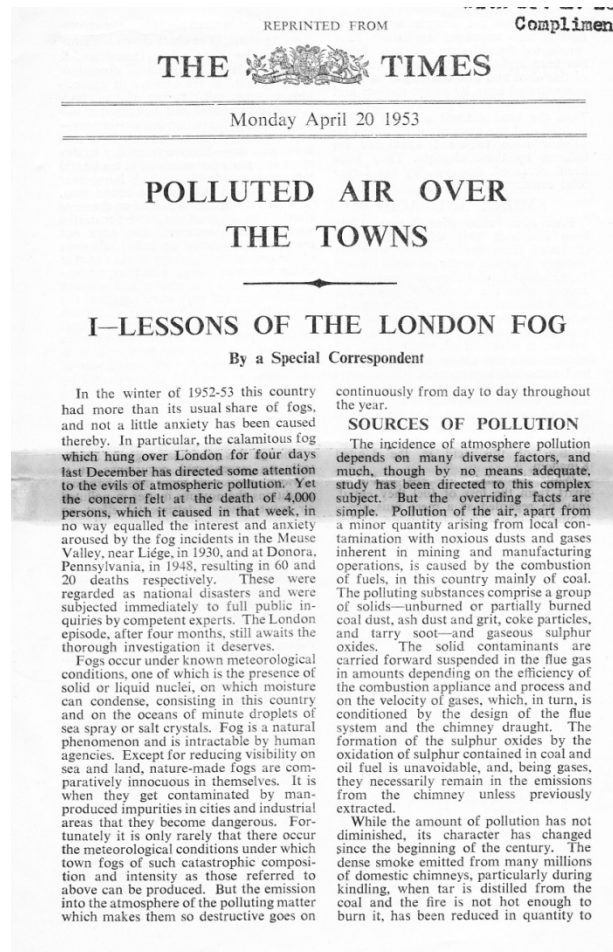 Complimen
REPRINTED FROM
THE TIMES
Monday April 20 1953
POLLUTED AIR OVER
THE TOWNS
I—LESSONS OF THE LONDON FOG
By a Special Correspondent
In the winter of 1952-53 this country
had more than its usual share of fogs,
and not a little anxiety has been caused
thereby. In particular, the calamitous fog
which hung over London for four days
last December has directed some attention
to the evils of atmospheric pollution. Yet
the concern felt at the death of 4,000
persons, which it caused in that week, in
no way equalled the interest and anxiety
aroused by the fog incidents in the Meuse
Valley, near Liége, in 1930, and at Donora,
Pennsylvania, in 1948, resulting in 60 and
20 deaths respectively. These were
regarded as national disasters and were
subjected immediately to full public in-
quiries by competent experts. The London
episode, after four months, still awaits the
thorough investigation it deserves.
Fogs occur under known meteorological
conditions, one of which is the presence of
solid or liquid nuclei, on which moisture
can condense, consisting in this country
and on the oceans of minute droplets of
sea spray or salt crystals. Fog is a natural
phenomenon and is intractable by human
agencies. Except for reducing visibility on
sea and land, nature-made fogs are com-
paratively innocuous in themselves. It is
when they get contaminated by man-
produced impurities in cities and industrial
areas that they become dangerous. For-
tunately it is only rarely that there occur
the meteorological conditions under which
town fogs of such catastrophic composi-
tion and intensity as those referred to
above can be produced. But the emission
into the atmosphere of the polluting matter
which makes them so destructive goes on
continuously from day to day throughout
the year.
SOURCES OF POLLUTION
The incidence of atmosphere pollution
depends on many diverse factors, and
much, though by no means adequate,
study has been directed to this complex
subject. But the overriding facts are
simple. Pollution of the air, apart from
a minor quantity arising from local con-
tamination with noxious dusts and gases
inherent in mining and manufacturing
operations, is caused by the combustion
of fuels, in this country mainly of coal.
The polluting substances comprise a group
of solids—unburned or partially burned
coal dust, ash dust and grit, coke particles,
and tarry soot—and gaseous sulphur
oxides. The solid contaminants are
carried forward suspended in the flue gas
in amounts depending on the efficiency of
the combustion appliance and process and
on the velocity of gases, which, in turn, is
conditioned by the design of the flue
system and the chimney draught. The
formation of the sulphur oxides by the
oxidation of sulphur contained in coal and
oil fuel is unavoidable, and, being gases,
they necessarily remain in the emissions
from the chimney unless previously
extracted.
While the amount of pollution has not
diminished, its character has changed
since the beginning of the century. The
dense smoke emitted from many millions
of domestic chimneys, particularly during
kindling, when tar is distilled from the
coal and the fire is not hot enough to
burn it, has been reduced in quantity to